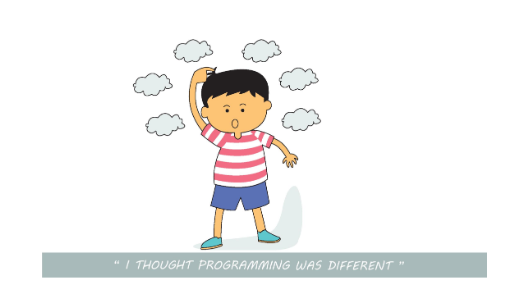 “ I THOUGHT PROGRAMMING WAS DIFFERENT ”